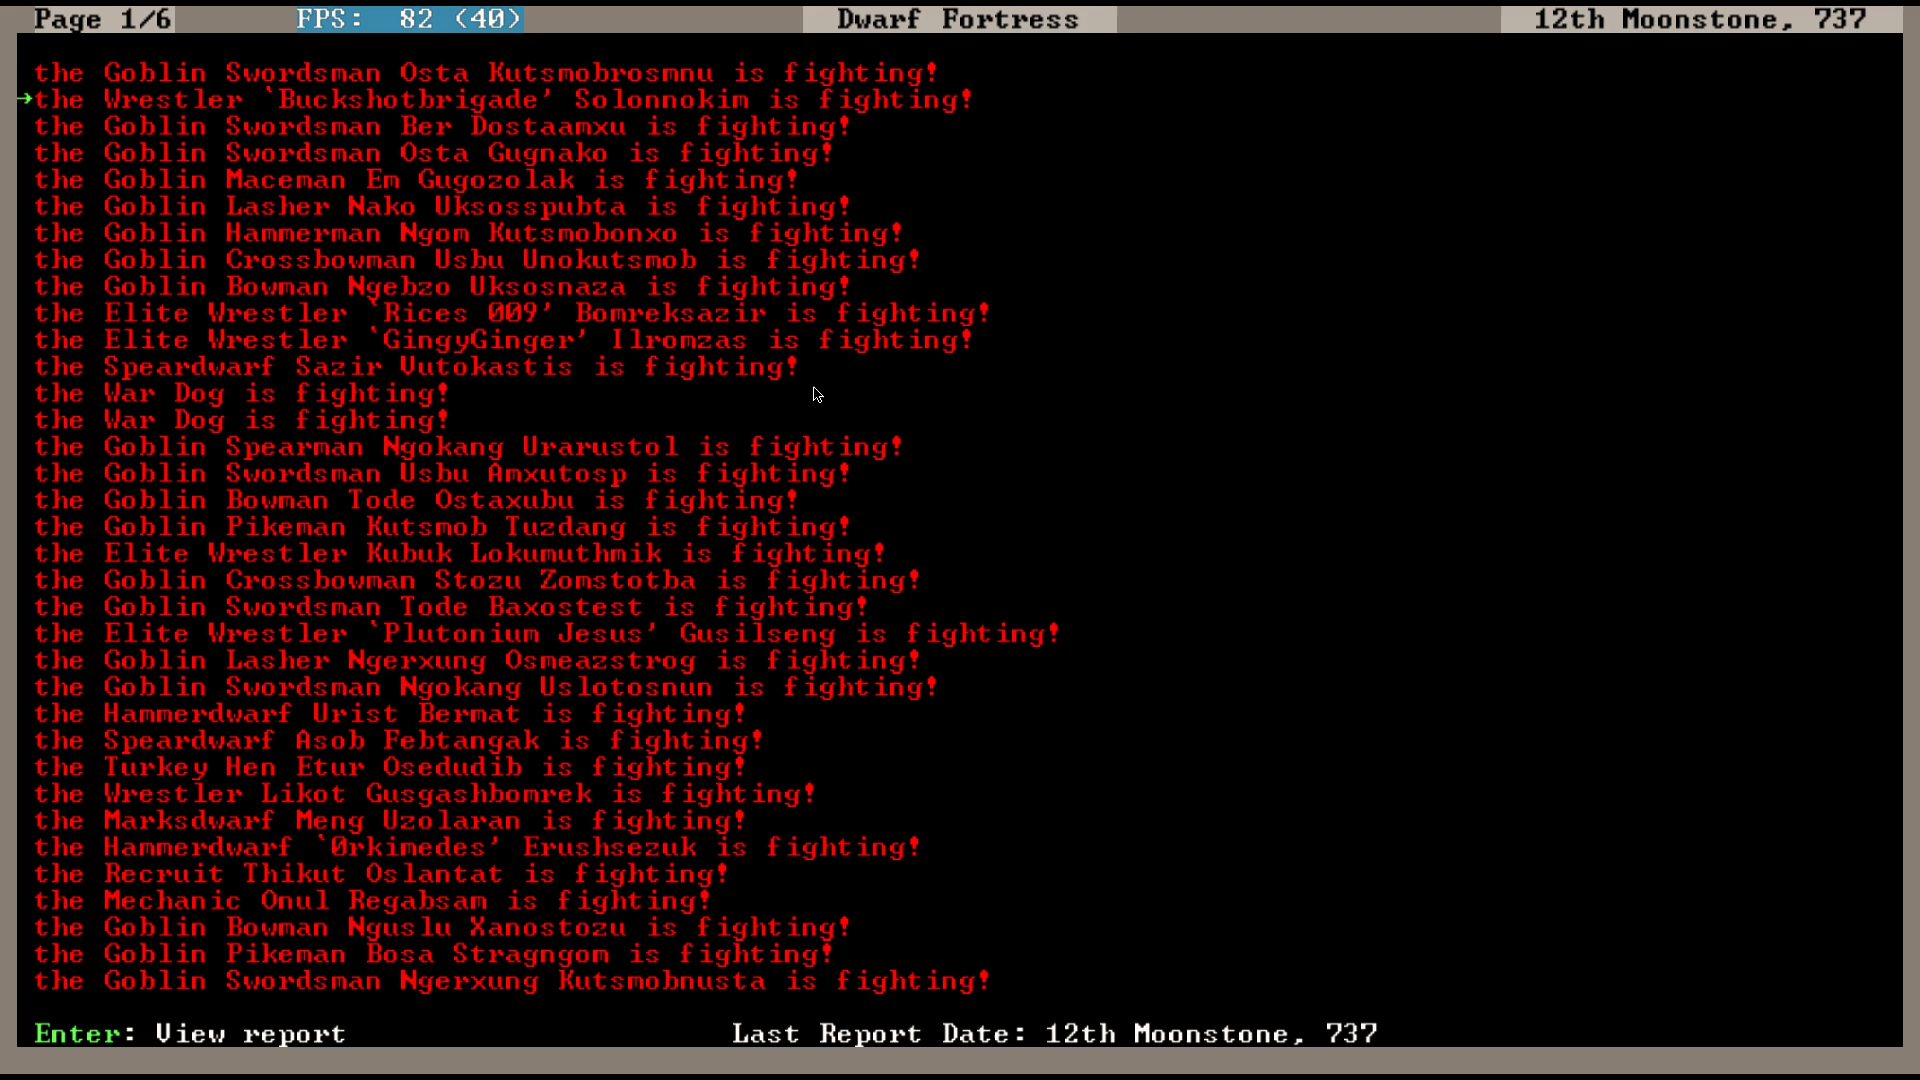 Page 1/6 FPS: 82 (40) Dwarf Fortress 12th Moonstone, 737
the Goblin Swordsman Osta Kutsmobrosmnu is fighting!
→the Wrestler `Buckshotbrigade' Solonnokim is fighting!
the Goblin Swordsman Ber Dostaamxu is fighting!
the Goblin Swordsman Osta Gugnako is fighting!
the Goblin Maceman Em Gugozolak is fighting!
the Goblin Lasher Nako Uksosspubta is fighting!
the Goblin Hammerman Ngom Kutsmobonxo is fighting!
the Goblin Crossbowman Usbu Unokutsmob is fighting!
the Goblin Bowman Ngebzo Uksosnaza is fighting!
the Elite Wrestler `Rices 009' Bomreksazir is fighting!
the Elite Wrestler `GingyGinger' Ilromzas is fighting!
the Speardwarf Sazir Vutokastis is fighting!
the War Dog is fighting!
the War Dog is fighting!
the Goblin Spearman Ngokang Urarustol is fighting!
the Goblin Swordsman Usbu Amxutosp is fighting!
the Goblin Bowman Tode Ostaxubu is fighting!
the Goblin Pikeman Kutsmob Tuzdang is fighting!
the Elite Wrestler Kubuk Lokumuthmik is fighting!
the Goblin Crossbowman Stozu Zomstotba is fighting!
the Goblin Swordsman Tode Baxostest is fighting!
the Elite Wrestler `Plutonium Jesus' Gusilseng is fighting!
the Goblin Lasher Ngerxung Osmeazstrog is fighting!
the Goblin Swordsman Ngokang Uslotosnun is fighting!
the Hammerdwarf Urist Bermat is fighting!
the Speardwarf Asob Febtangak is fighting!
the Turkey Hen Etur Osedudib is fighting!
the Wrestler Likot Gusgashbomrek is fighting!
the Marksdwarf Meng Uzolaran is fighting!
the Hammerdwarf `0rkimedes' Erushsezuk is fighting!
the Recruit Thikut Oslantat is fighting!
the Mechanic Onul Regabsam is fighting!
the Goblin Bowman Nguslu Xanostozu is fighting!
the Goblin Pikeman Bosa Stragngom is fighting!
the Goblin Swordsman Ngerxung Kutsmobnusta is fighting!
Enter: View report Last Report Date: 12th Moonstone, 737